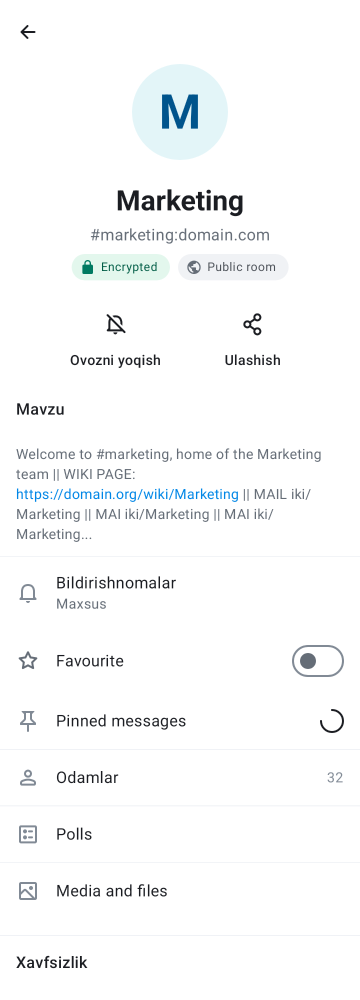 M
Marketing
#marketing:domain.com
Encrypted
Public room
Ovozni yoqish
Ulashish
Mavzu
Welcome to #marketing, home of the Marketing
team || WIKI PAGE:
https://domain.org/wiki/Marketing || MAIL iki/
Marketing || MAI iki/Marketing || MAI iki/
Marketing...
Bildirishnomalar
Maxsus
Favourite
Pinned messages
Odamlar 32
Polls
Media and files
Xavfsizlik